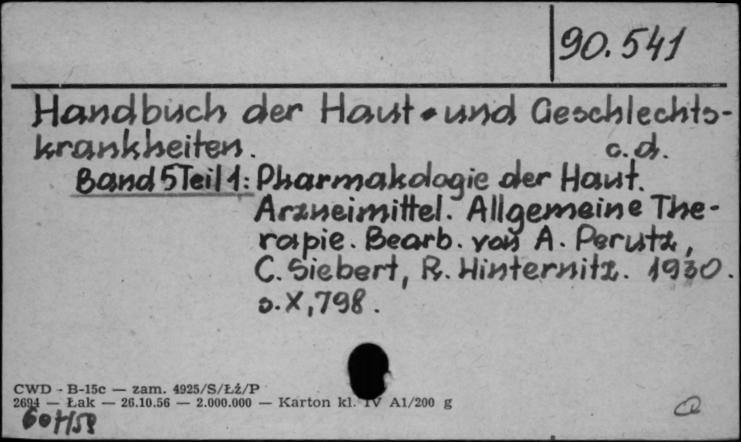 90.541
Handbuch der Haut- und Geschlechts-
krankheiten. c.d.
Band 5 Teil 1: Pharmakologie der Haut.
Arzneimittel. Allgemeine The-
rapie. Bearb. von A. Perutz,
C. Siebert, R. Winternitz. 1930.
s. X, 798.
CWD - B-15c — zam. 4925/S/Łź/P
2694 — Łak — 26.10.56 — 2.000.000 — Karton kl. IV A1/200 g